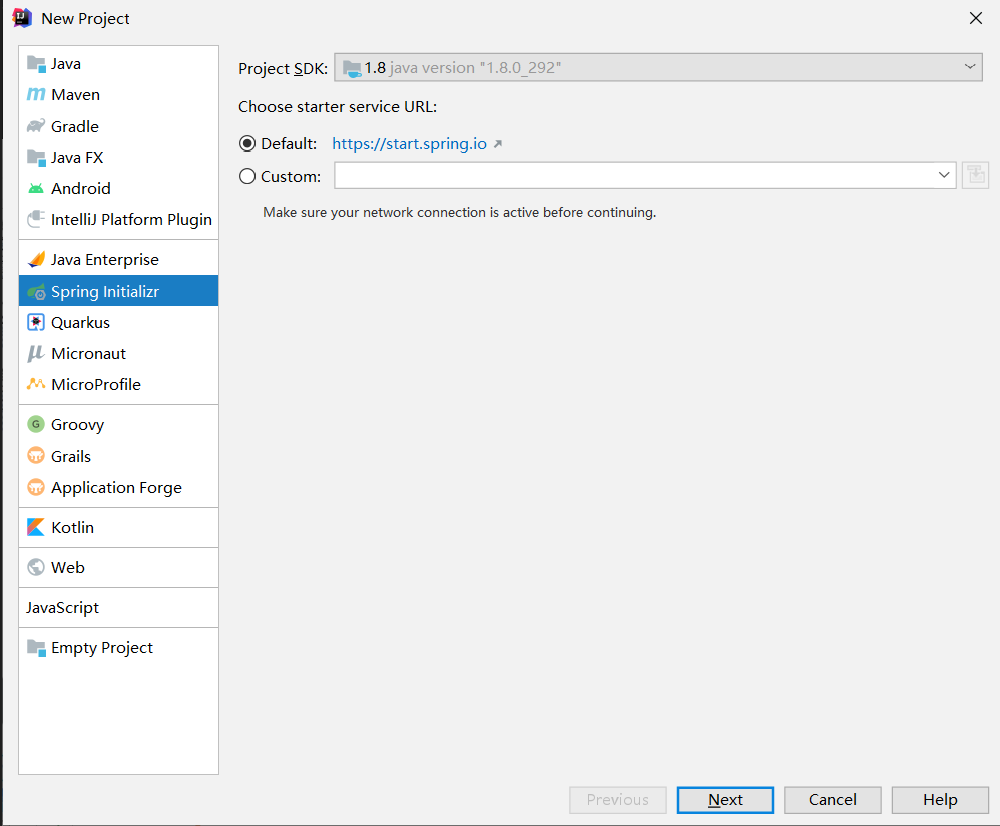 New Project
Java
Maven
Gradle
Java FX
Android
IntelliJ Platform Plugin
Java Enterprise
Spring Initializr
Quarkus
Micronaut
MicroProfile
Groovy
Grails
Application Forge
Kotlin
Web
JavaScript
Empty Project
Project SDK: 1.8 java version "1.8.0_292"
Choose starter service URL:
Default: https://start.spring.io
Custom:
Make sure your network connection is active before continuing.
Previous Next Cancel Help